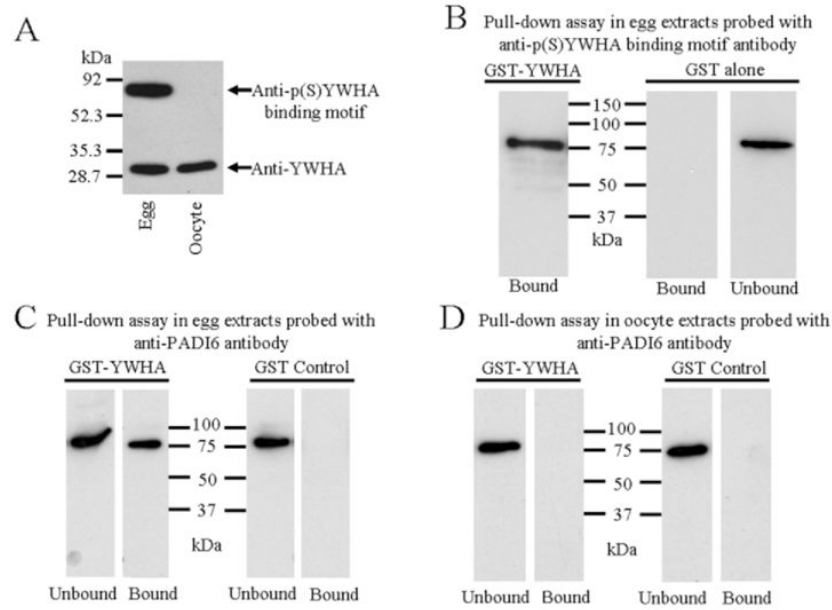 A
kDa
92
52.3
35.3
28.7
Anti-p(S)YWHA
binding motif
Anti-YWHA
Egg
Oocyte
B Pull-down assay in egg extracts probed with
anti-p(S)YWHA binding motif antibody
GST-YWHA
GST alone
150
100
75
50
37
kDa
Bound
Bound
Unbound
C Pull-down assay in egg extracts probed with
anti-PADI6 antibody
GST-YWHA
GST Control
100
75
50
37
kDa
Unbound Bound
Unbound Bound
D Pull-down assay in oocyte extracts probed with
anti-PADI6 antibody
GST-YWHA
GST Control
100
75
50
37
kDa
Unbound Bound
Unbound Bound